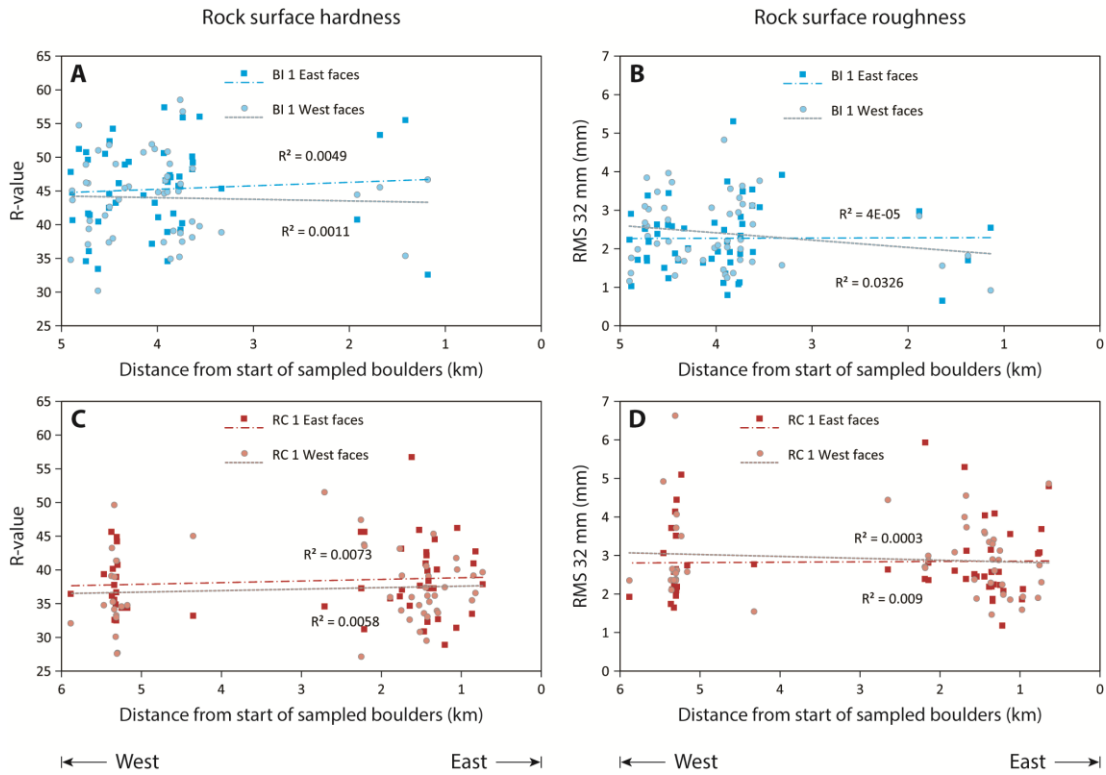 Rock surface hardness
Rock surface roughness
A
BI 1 East faces
BI 1 West faces
R² = 0.0049
R² = 0.0011
R-value
65
60
55
50
45
40
35
30
25
5 4 3 2 1 0
Distance from start of sampled boulders (km)
B
BI 1 East faces
BI 1 West faces
R² = 4E-05
R² = 0.0326
RMS 32 mm (mm)
7
6
5
4
3
2
1
0
5 4 3 2 1 0
Distance from start of sampled boulders (km)
C
RC 1 East faces
RC 1 West faces
R² = 0.0073
R² = 0.0058
R-value
65
60
55
50
45
40
35
30
25
6 5 4 3 2 1 0
Distance from start of sampled boulders (km)
D
RC 1 East faces
RC 1 West faces
R² = 0.0003
R² = 0.009
RMS 32 mm (mm)
7
6
5
4
3
2
1
0
6 5 4 3 2 1 0
Distance from start of sampled boulders (km)
West East
West East